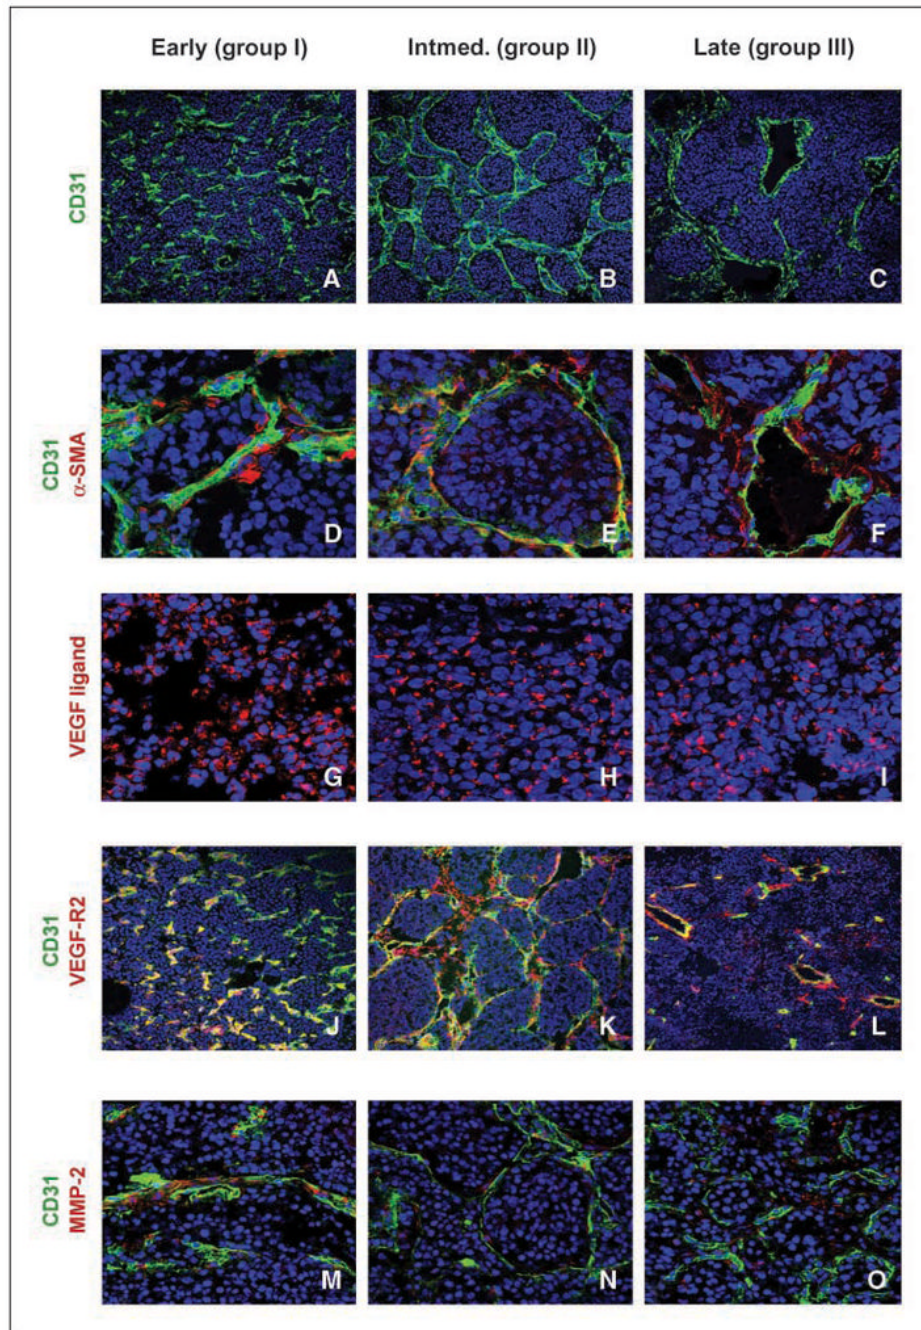 Early (group I)
Intmed. (group II)
Late (group III)
CD31
A
B
C
CD31
α-SMA
D
E
F
VEGF ligand
G
H
I
CD31
VEGF-R2
J
K
L
CD31
MMP-2
M
N
O